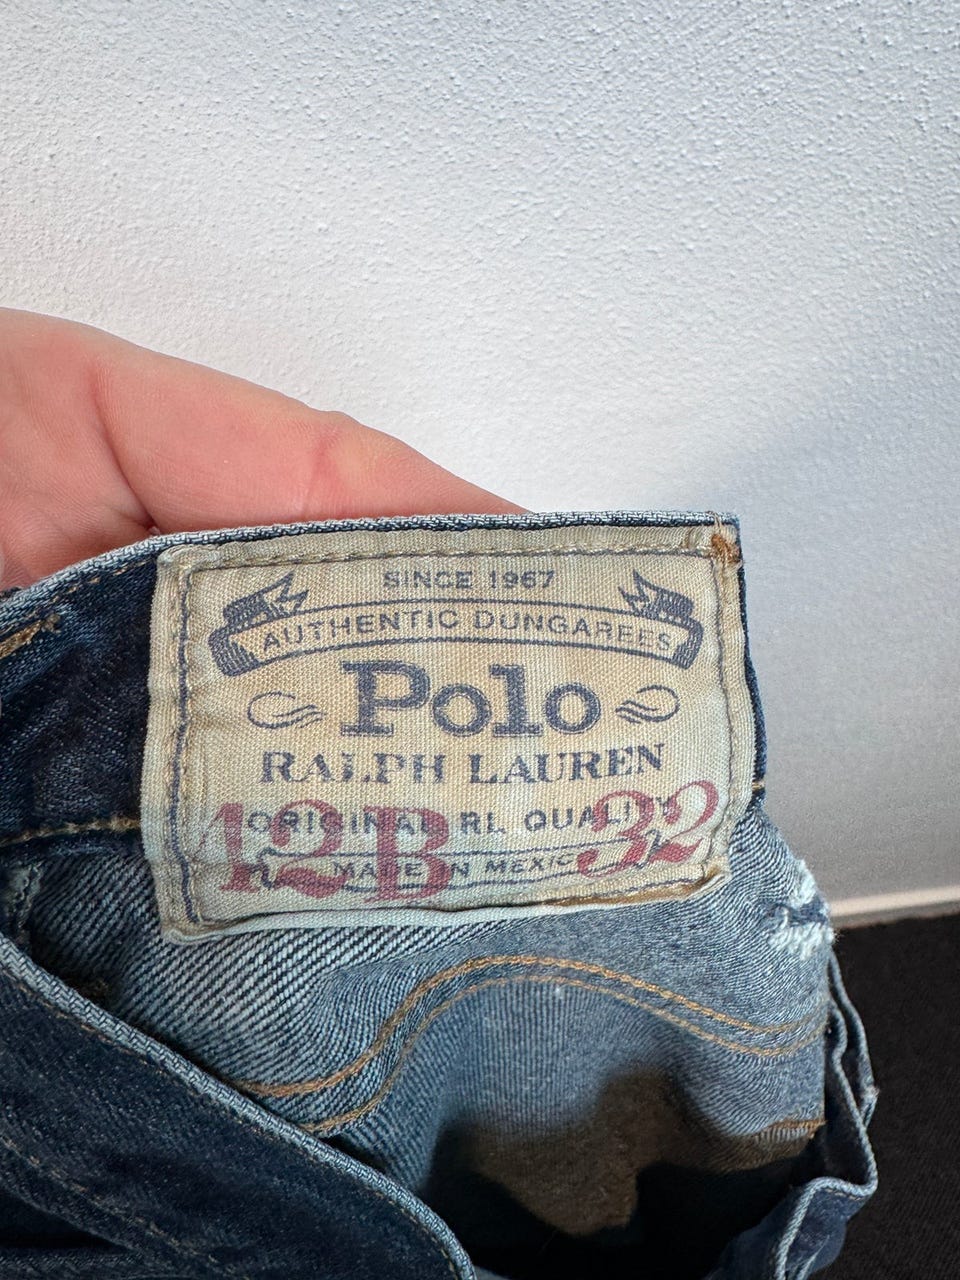 SINCE 1967
AUTHENTIC DUNGAREES
Polo
RALPH LAUREN
ORIGINAL RL QUALITY
12B 32
MADE IN MEXICO